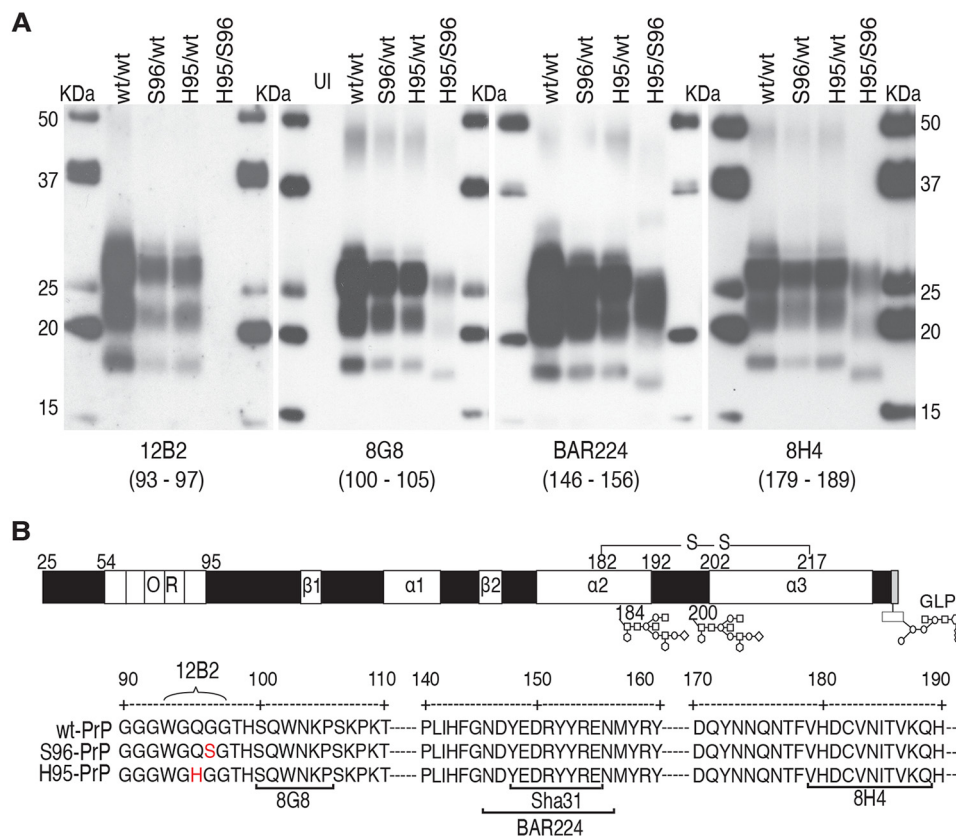 A
KDa wt/wt S96/wt H95/wt H95/S96 KDa UI wt/wt S96/wt H95/wt H95/S96 KDa wt/wt S96/wt H95/wt H95/S96 KDa wt/wt S96/wt H95/wt H95/S96 KDa
50 50
37 37
25 25
20 20
15 15
12B2 8G8 BAR224 8H4
(93 - 97) (100 - 105) (146 - 156) (179 - 189)
B
S S
25 54 95 182 192 202 217
O R β1 α1 β2 α2 α3
184 200 GLP
12B2
90 100 110 140 150 160 170 180 190
wt-PrP GGGWGQGGTHSQWNKPSKPKT----- PLIHFGNDYEDRYYRENMYRY----- DQYNNQNTFVHDCVNITVKQH--
S96-PrP GGGWGQSGTHSQWNKPSKPKT----- PLIHFGNDYEDRYYRENMYRY----- DQYNNQNTFVHDCVNITVKQH--
H95-PrP GGGWGHGGTHSQWNKPSKPKT----- PLIHFGNDYEDRYYRENMYRY----- DQYNNQNTFVHDCVNITVKQH--
8G8 Sha31 8H4
BAR224